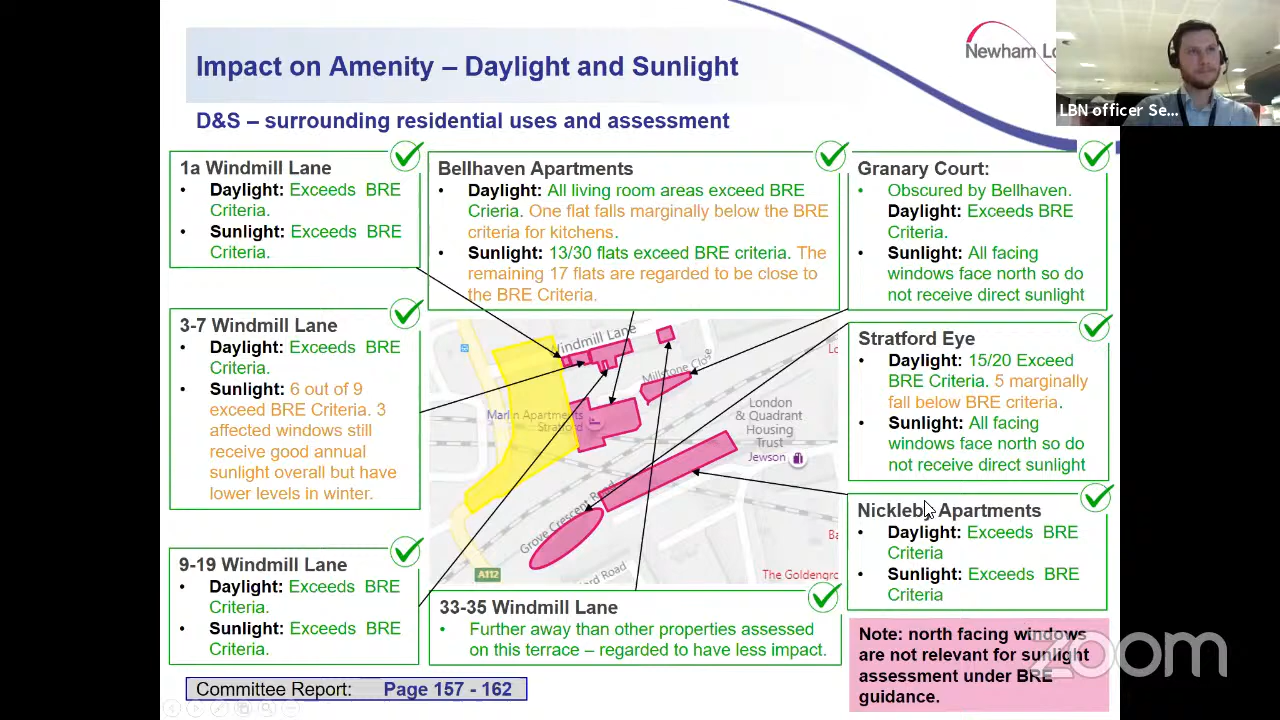 Impact on Amenity – Daylight and Sunlight
Newham Lo
LBN officer Se...
D&S – surrounding residential uses and assessment
1a Windmill Lane
• Daylight: Exceeds BRE
Criteria.
• Sunlight: Exceeds BRE
Criteria.
Bellhaven Apartments
• Daylight: All living room areas exceed BRE
Crieria. One flat falls marginally below the BRE
criteria for kitchens.
• Sunlight: 13/30 flats exceed BRE criteria. The
remaining 17 flats are regarded to be close to
the BRE Criteria.
Granary Court:
• Obscured by Bellhaven.
Daylight: Exceeds BRE
Criteria.
• Sunlight: All facing
windows face north so do
not receive direct sunlight
3-7 Windmill Lane
• Daylight: Exceeds BRE
Criteria.
• Sunlight: 6 out of 9
exceed BRE Criteria. 3
affected windows still
receive good annual
sunlight overall but have
lower levels in winter.
Windmill Lane
Millstone Close
Marlin Apartments
Stratford
London
& Quadrant
Housing
Trust
Jewson
Grove Crescent Road
A112
The Goldengro
Stratford Eye
• Daylight: 15/20 Exceed
BRE Criteria. 5 marginally
fall below BRE criteria.
• Sunlight: All facing
windows face north so do
not receive direct sunlight
Nickleby Apartments
• Daylight: Exceeds BRE
Criteria
• Sunlight: Exceeds BRE
Criteria
9-19 Windmill Lane
• Daylight: Exceeds BRE
Criteria.
• Sunlight: Exceeds BRE
Criteria.
33-35 Windmill Lane
• Further away than other properties assessed
on this terrace – regarded to have less impact.
Note: north facing windows
are not relevant for sunlight
assessment under BRE
guidance.
zoom
Committee Report: Page 157 - 162